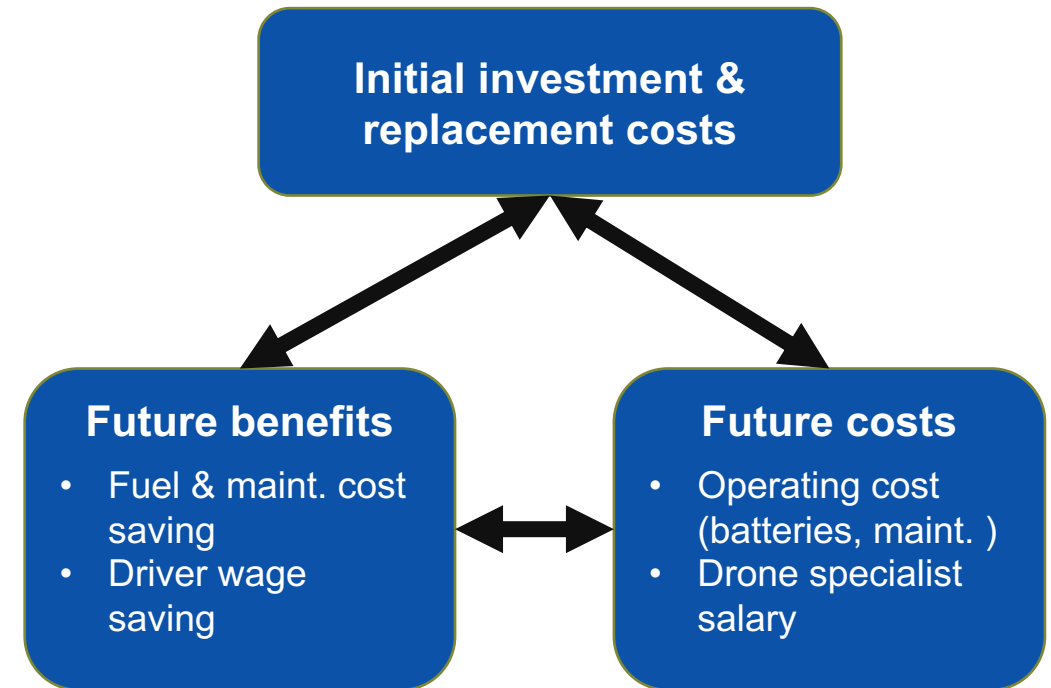 Initial investment &
replacement costs
Future benefits
• Fuel & maint. cost
saving
• Driver wage
saving
Future costs
• Operating cost
(batteries, maint. )
• Drone specialist
salary